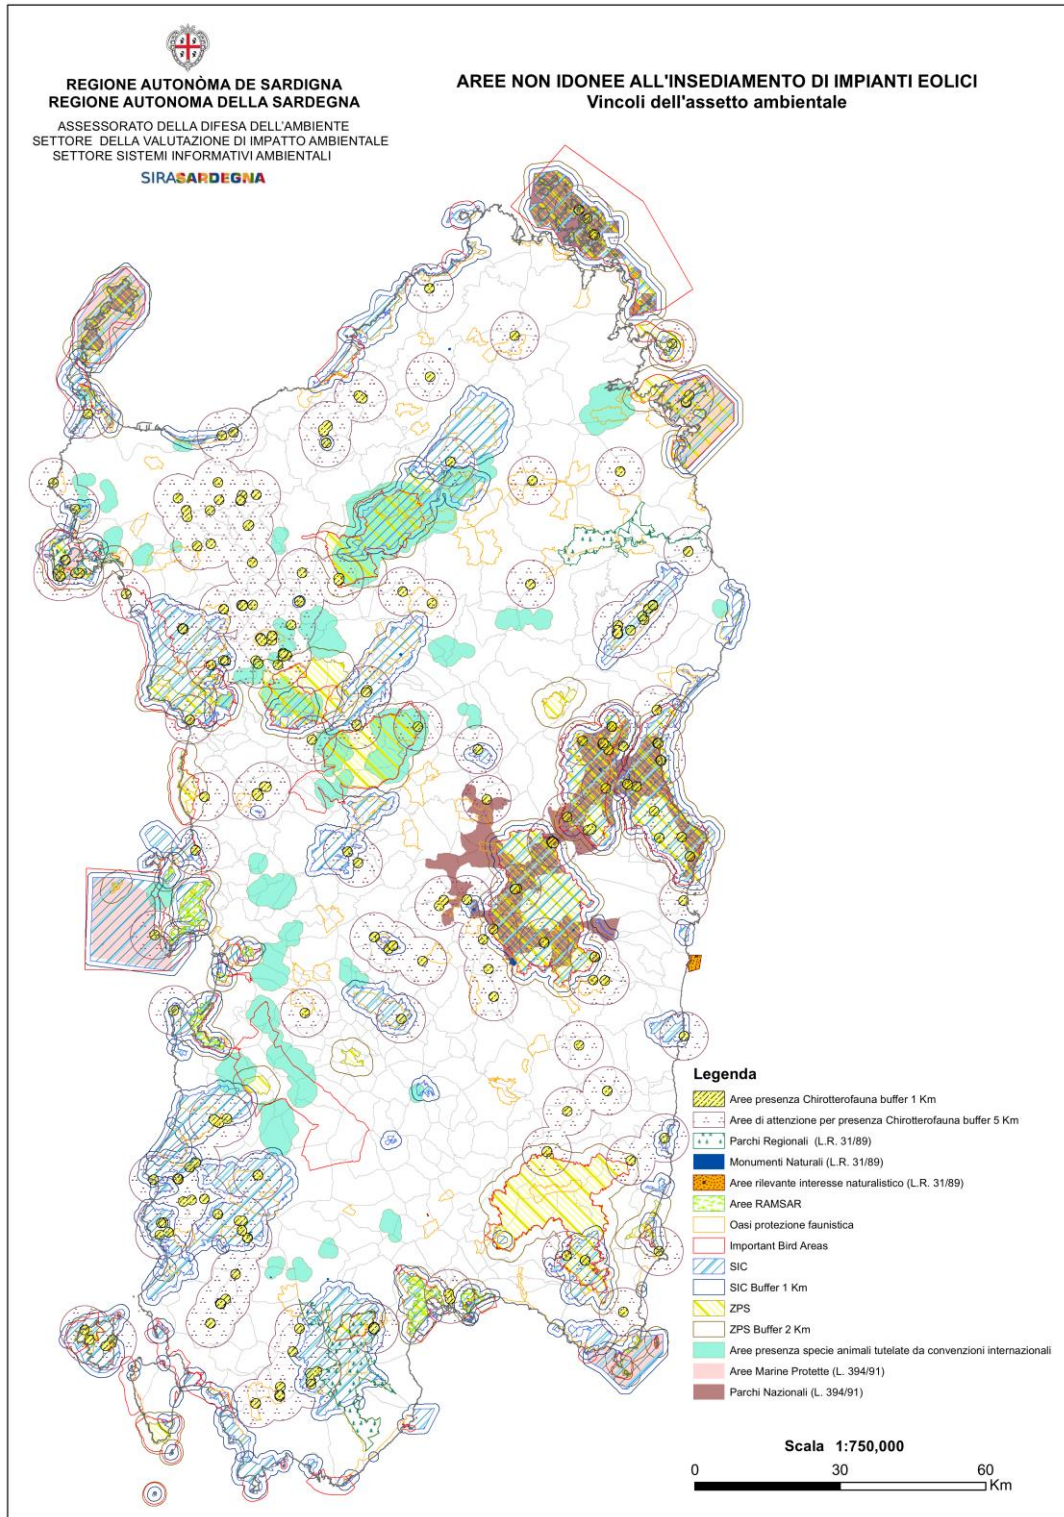 REGIONE AUTONÒMA DE SARDIGNA
REGIONE AUTONOMA DELLA SARDEGNA
ASSESSORATO DELLA DIFESA DELL'AMBIENTE
SETTORE DELLA VALUTAZIONE DI IMPATTO AMBIENTALE
SETTORE SISTEMI INFORMATIVI AMBIENTALI
SIRASARDEGNA
AREE NON IDONEE ALL'INSEDIAMENTO DI IMPIANTI EOLICI
Vincoli dell'assetto ambientale
Legenda
Aree presenza Chirotterofauna buffer 1 Km
Aree di attenzione per presenza Chirotterofauna buffer 5 Km
Parchi Regionali (L.R. 31/89)
Monumenti Naturali (L.R. 31/89)
Aree rilevante interesse naturalistico (L.R. 31/89)
Aree RAMSAR
Oasi protezione faunistica
Important Bird Areas
SIC
SIC Buffer 1 Km
ZPS
ZPS Buffer 2 Km
Aree presenza specie animali tutelate da convenzioni internazionali
Aree Marine Protette (L. 394/91)
Parchi Nazionali (L. 394/91)
Scala 1:750,000
0 30 60
Km